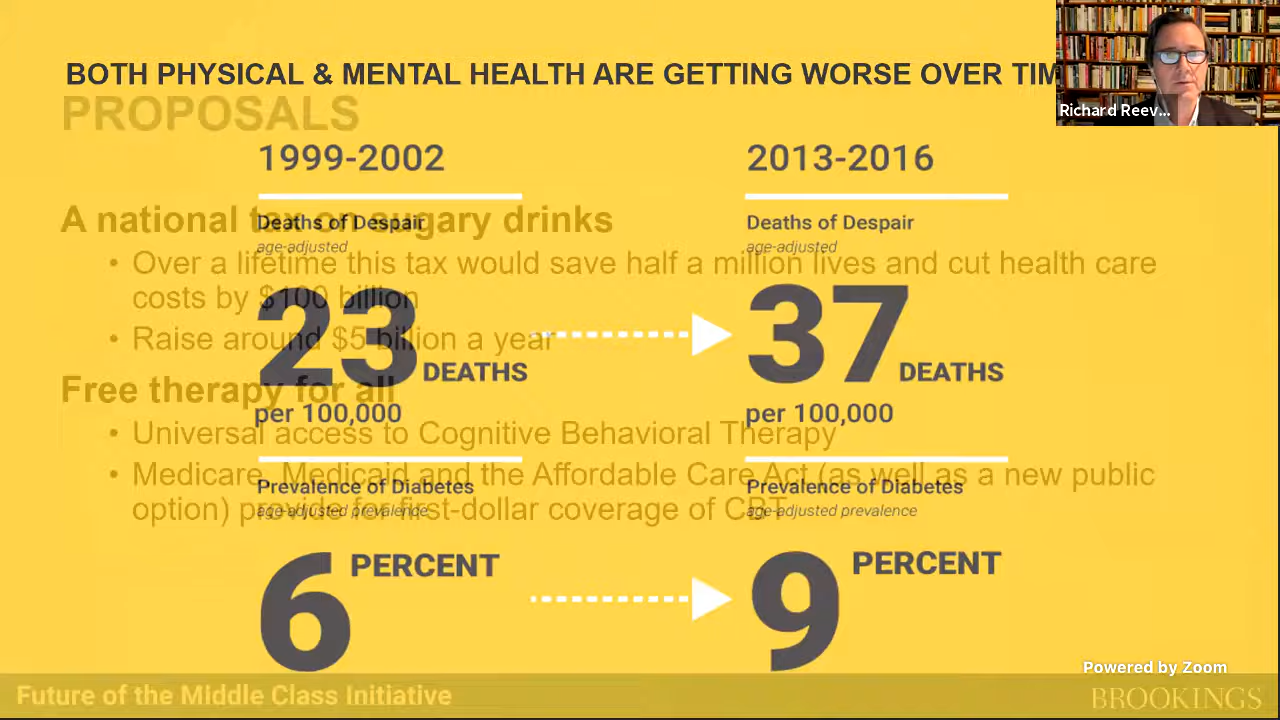 BOTH PHYSICAL & MENTAL HEALTH ARE GETTING WORSE OVER TIM
Richard Reev...
PROPOSALS
1999-2002
2013-2016
A national tax on sugary drinks
Deaths of Despair
age-adjusted
Deaths of Despair
age-adjusted
• Over a lifetime this tax would save half a million lives and cut health care
costs by $100 billion
• Raise around $5 billion a year
23 DEATHS
per 100,000
37 DEATHS
per 100,000
Free therapy for all
• Universal access to Cognitive Behavioral Therapy
• Medicare, Medicaid and the Affordable Care Act (as well as a new public
option) provide for first-dollar coverage of CBT
Prevalence of Diabetes
age-adjusted prevalence
Prevalence of Diabetes
age-adjusted prevalence
6 PERCENT
9 PERCENT
Powered by Zoom
Future of the Middle Class Initiative
BROOKINGS